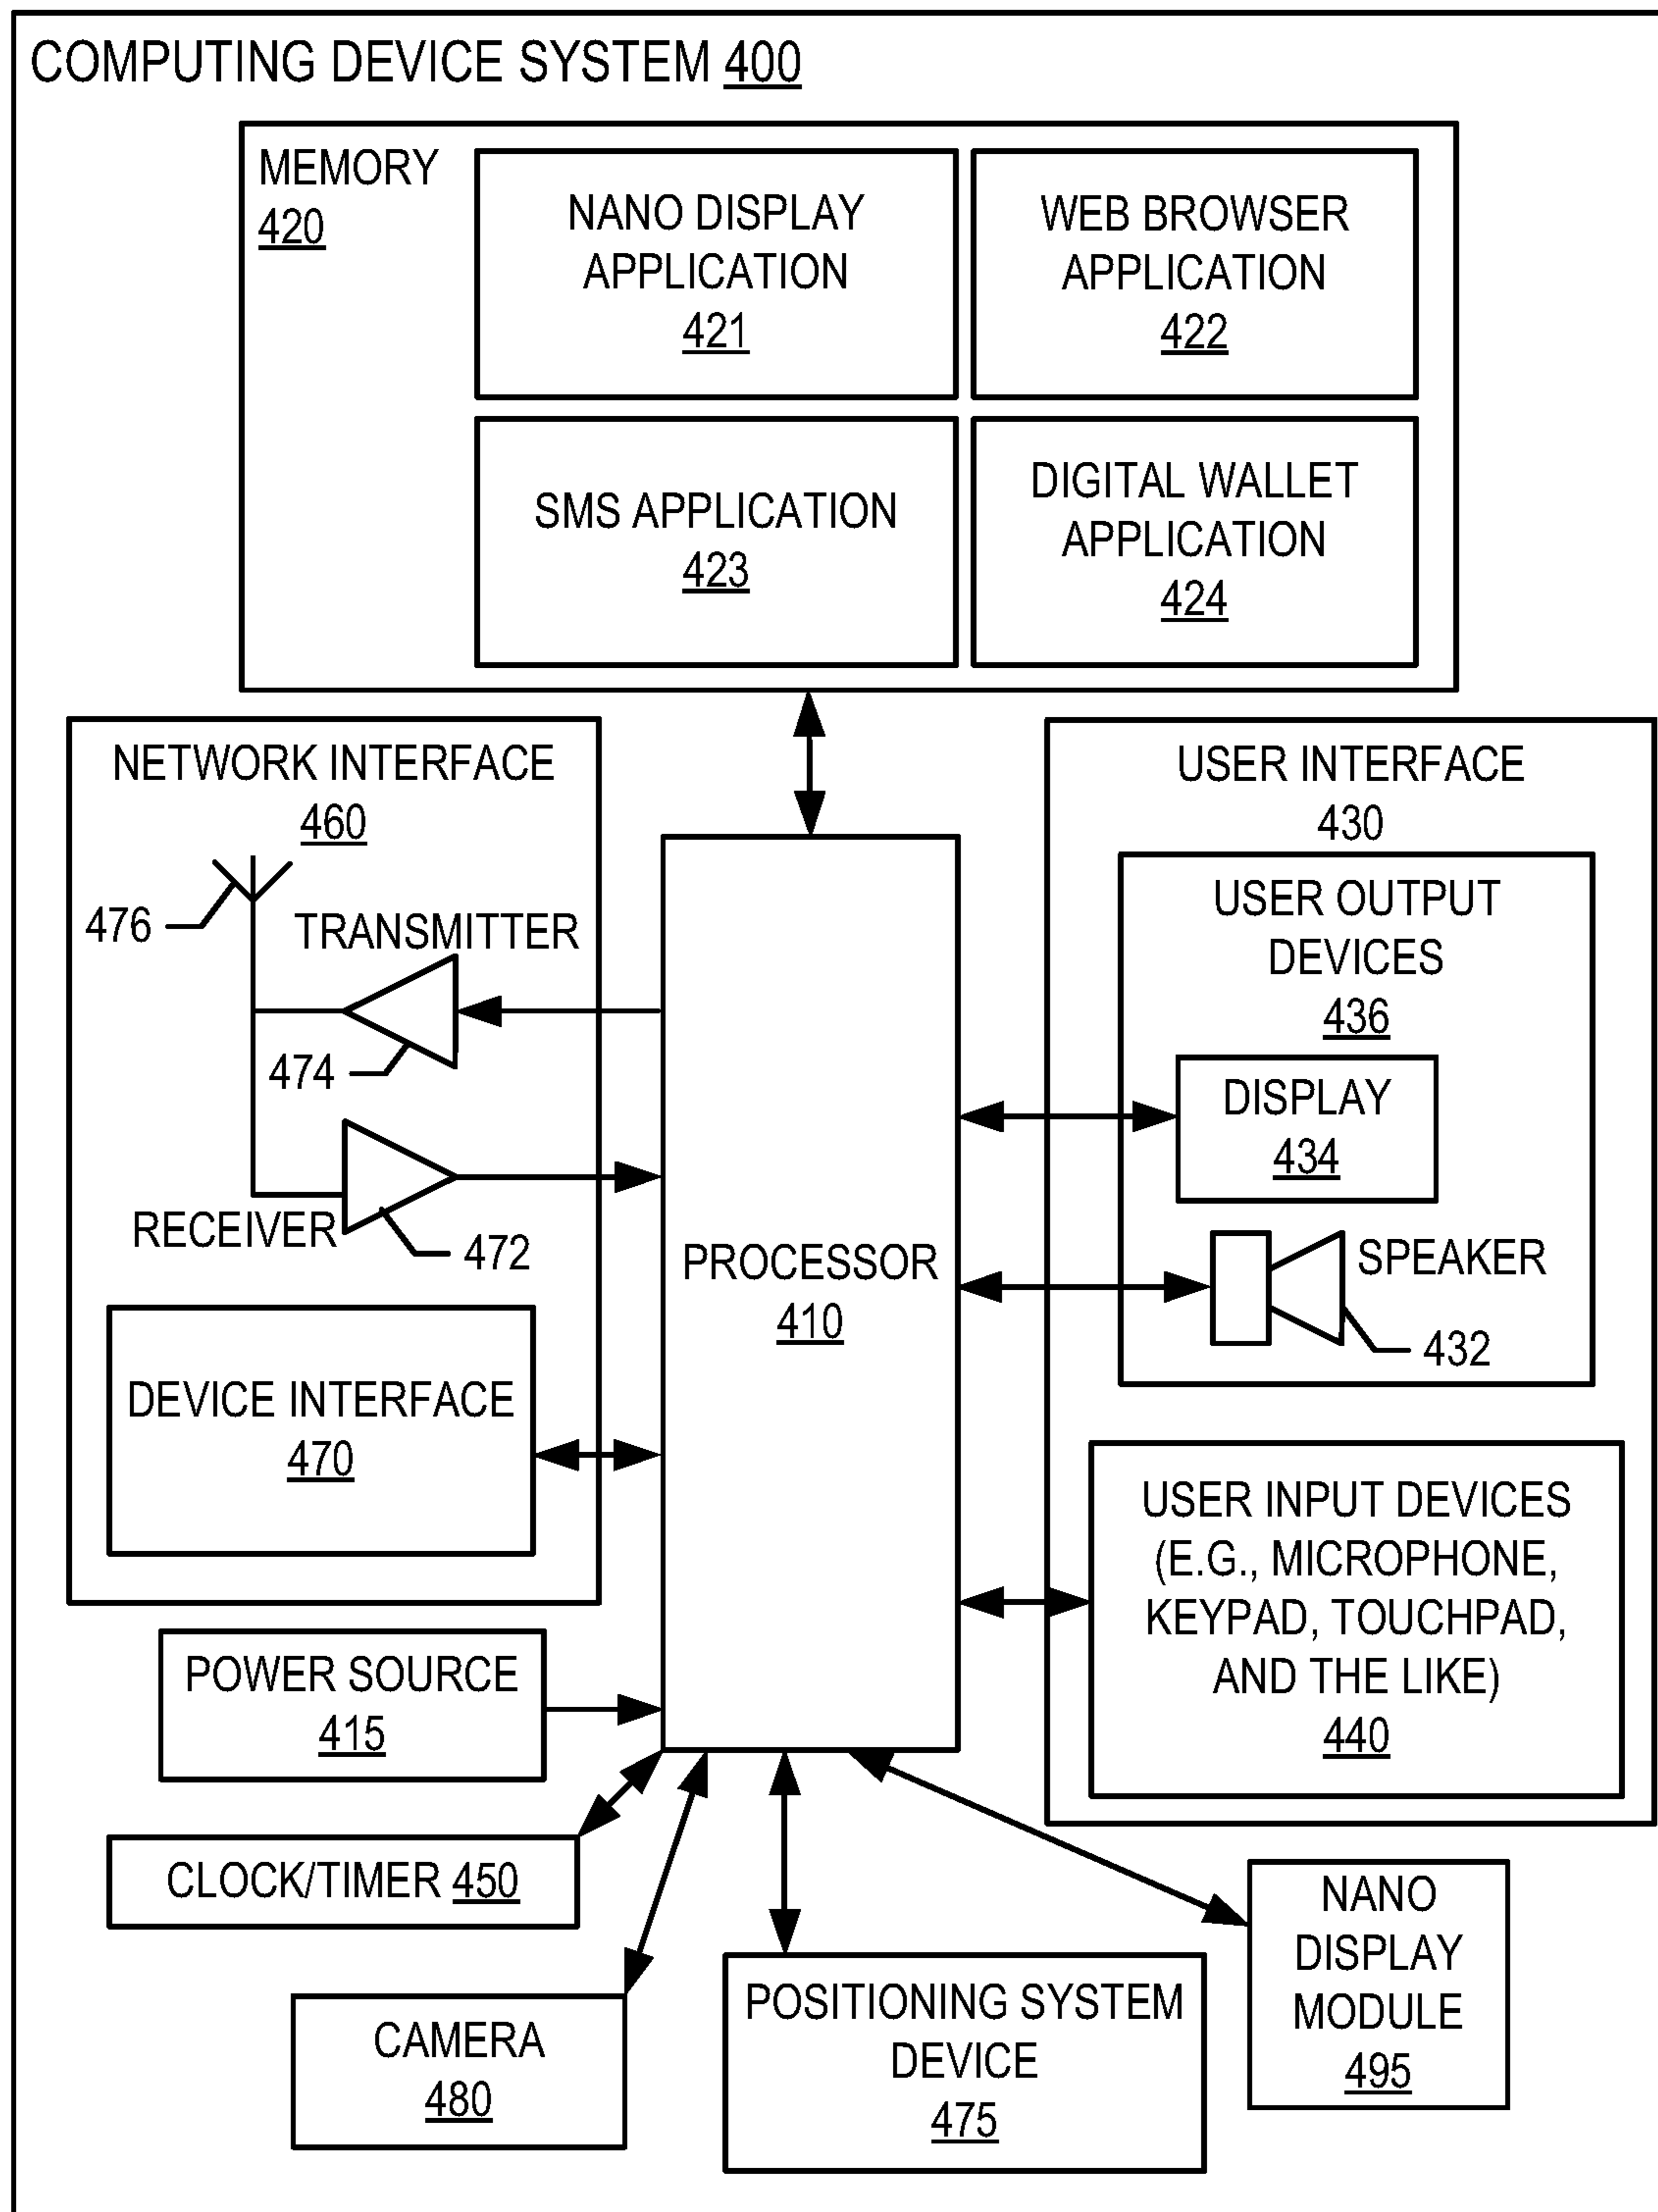 COMPUTING DEVICE SYSTEM 400
MEMORY
420
NANO DISPLAY
APPLICATION
421
WEB BROWSER
APPLICATION
422
SMS APPLICATION
423
DIGITAL WALLET
APPLICATION
424
NETWORK INTERFACE
460
476
TRANSMITTER
474
RECEIVER
472
DEVICE INTERFACE
470
PROCESSOR
410
USER INTERFACE
430
USER OUTPUT
DEVICES
436
DISPLAY
434
SPEAKER
432
USER INPUT DEVICES
(E.G., MICROPHONE,
KEYPAD, TOUCHPAD,
AND THE LIKE)
440
POWER SOURCE
415
CLOCK/TIMER 450
CAMERA
480
POSITIONING SYSTEM
DEVICE
475
NANO
DISPLAY
MODULE
495